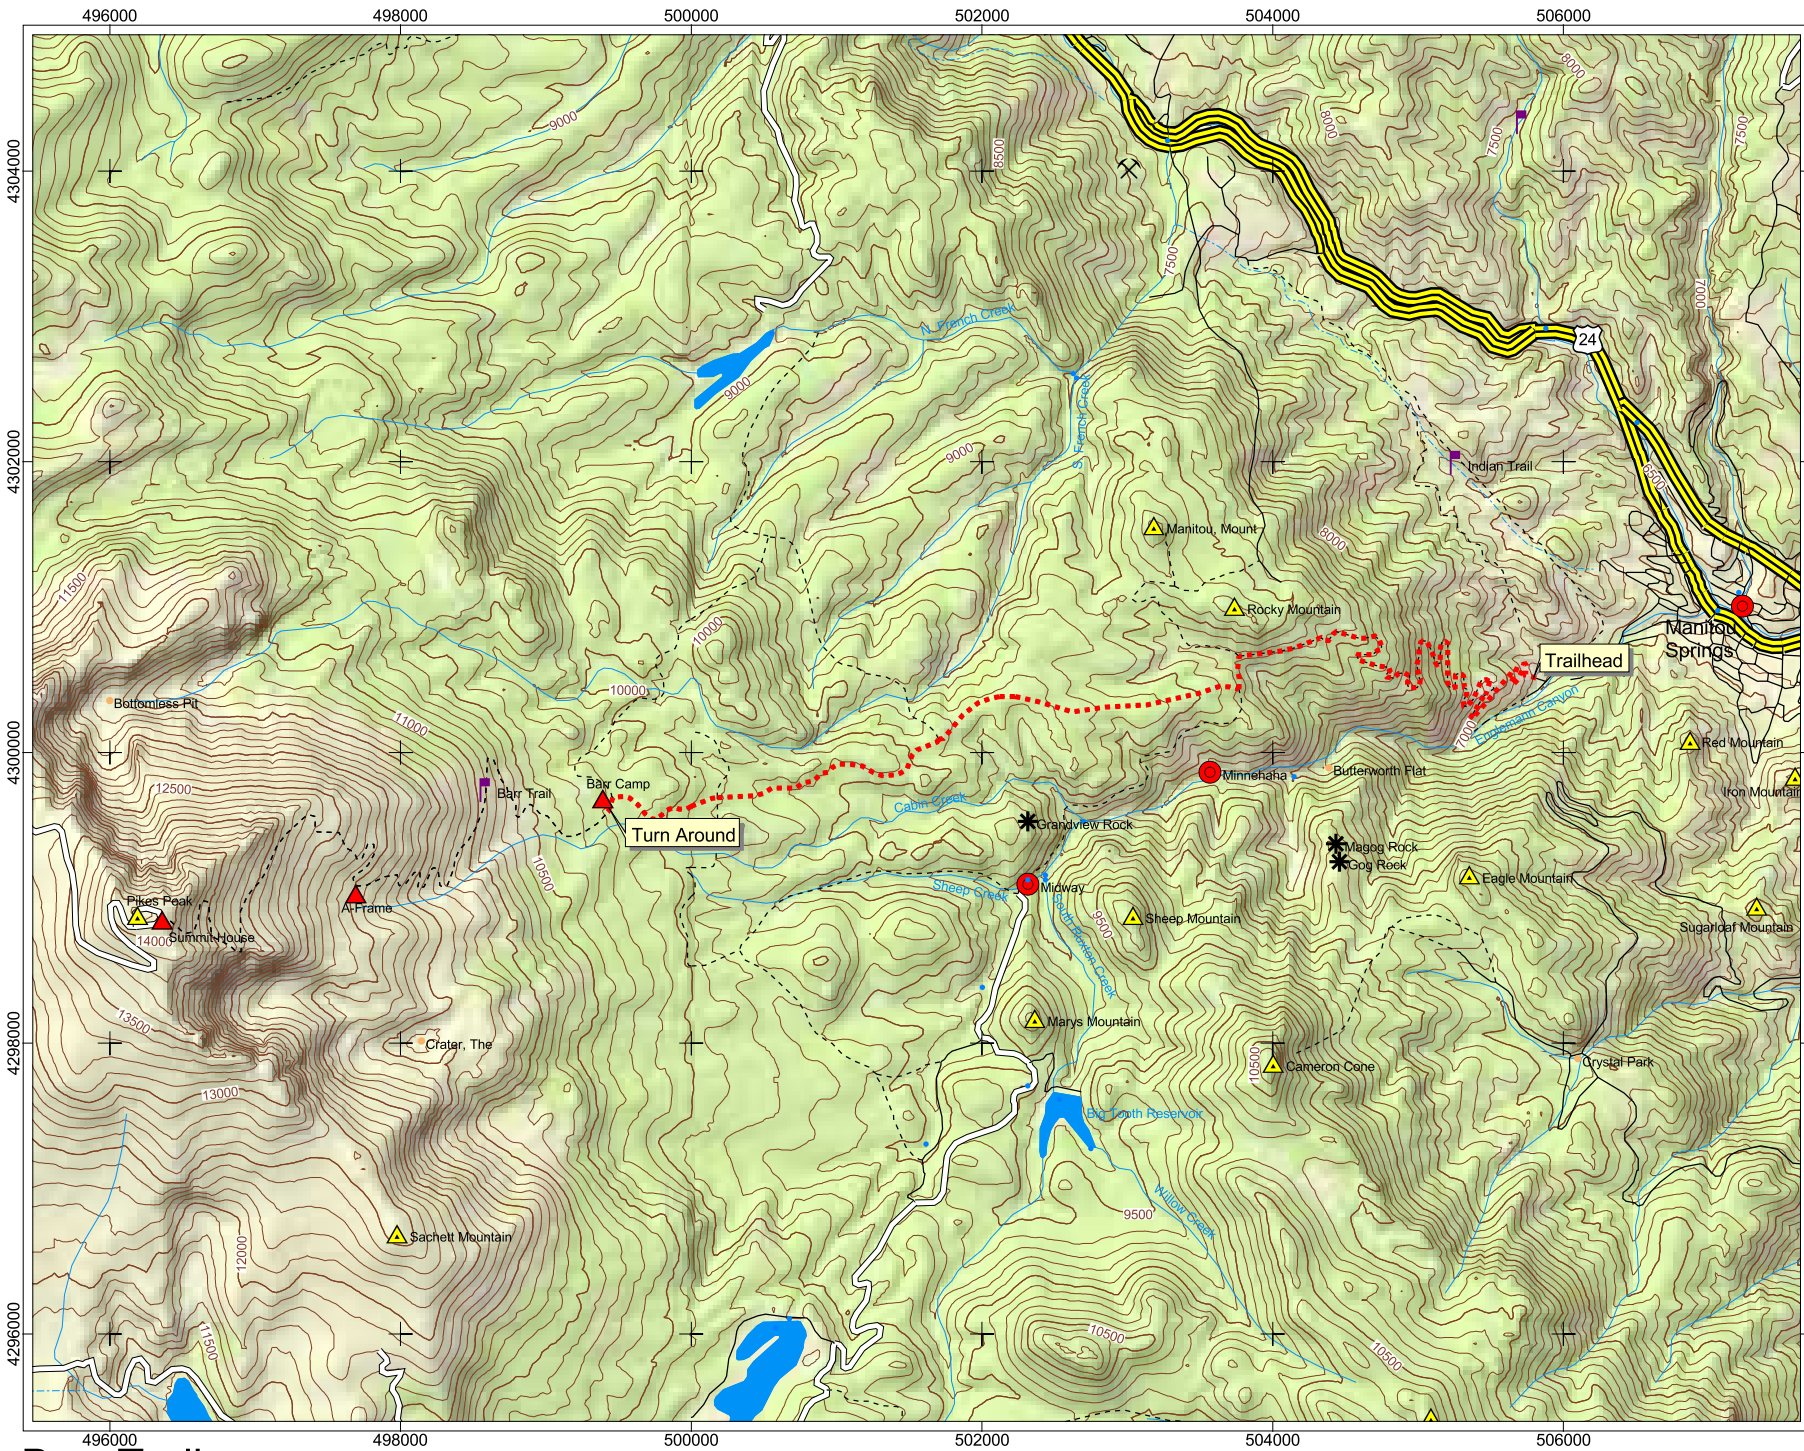 496000 498000 500000 502000 504000 506000
4304000
4302000
4300000
4298000
4296000
8000
9000
8000
7500
7500
8500
7500
7000
N. French Creek
24
9000
S French Creek
9000
6500
Indian Trail
Manitou, Mount
8000
11500
Rocky Mountain
Manitou
Springs
10000
Trailhead
10000
Bottomless Pit
11000
Englemann Canyon
7000
Red Mountain
Butterworth Flat
Minnehaha
12500
Barr Trail
Barr Camp
Iron Mountain
Cabin Creek
Turn Around
Grandview Rock
Magog Rock
Gog Rock
10500
Eagle Mountain
Sheep Creek
Midway
Pikes Peak
A-Frame
Sheep Mountain
9500
South Ruxton Creek
Sugarloaf Mountain
Summit House
14000
13500
Marys Mountain
Crater, The
10500
Cameron Cone
Crystal Park
13000
Big Tooth Reservoir
Willow Creek
9500
Sachett Mountain
12000
11500
10500
10500
496000 498000 500000 502000 504000 506000